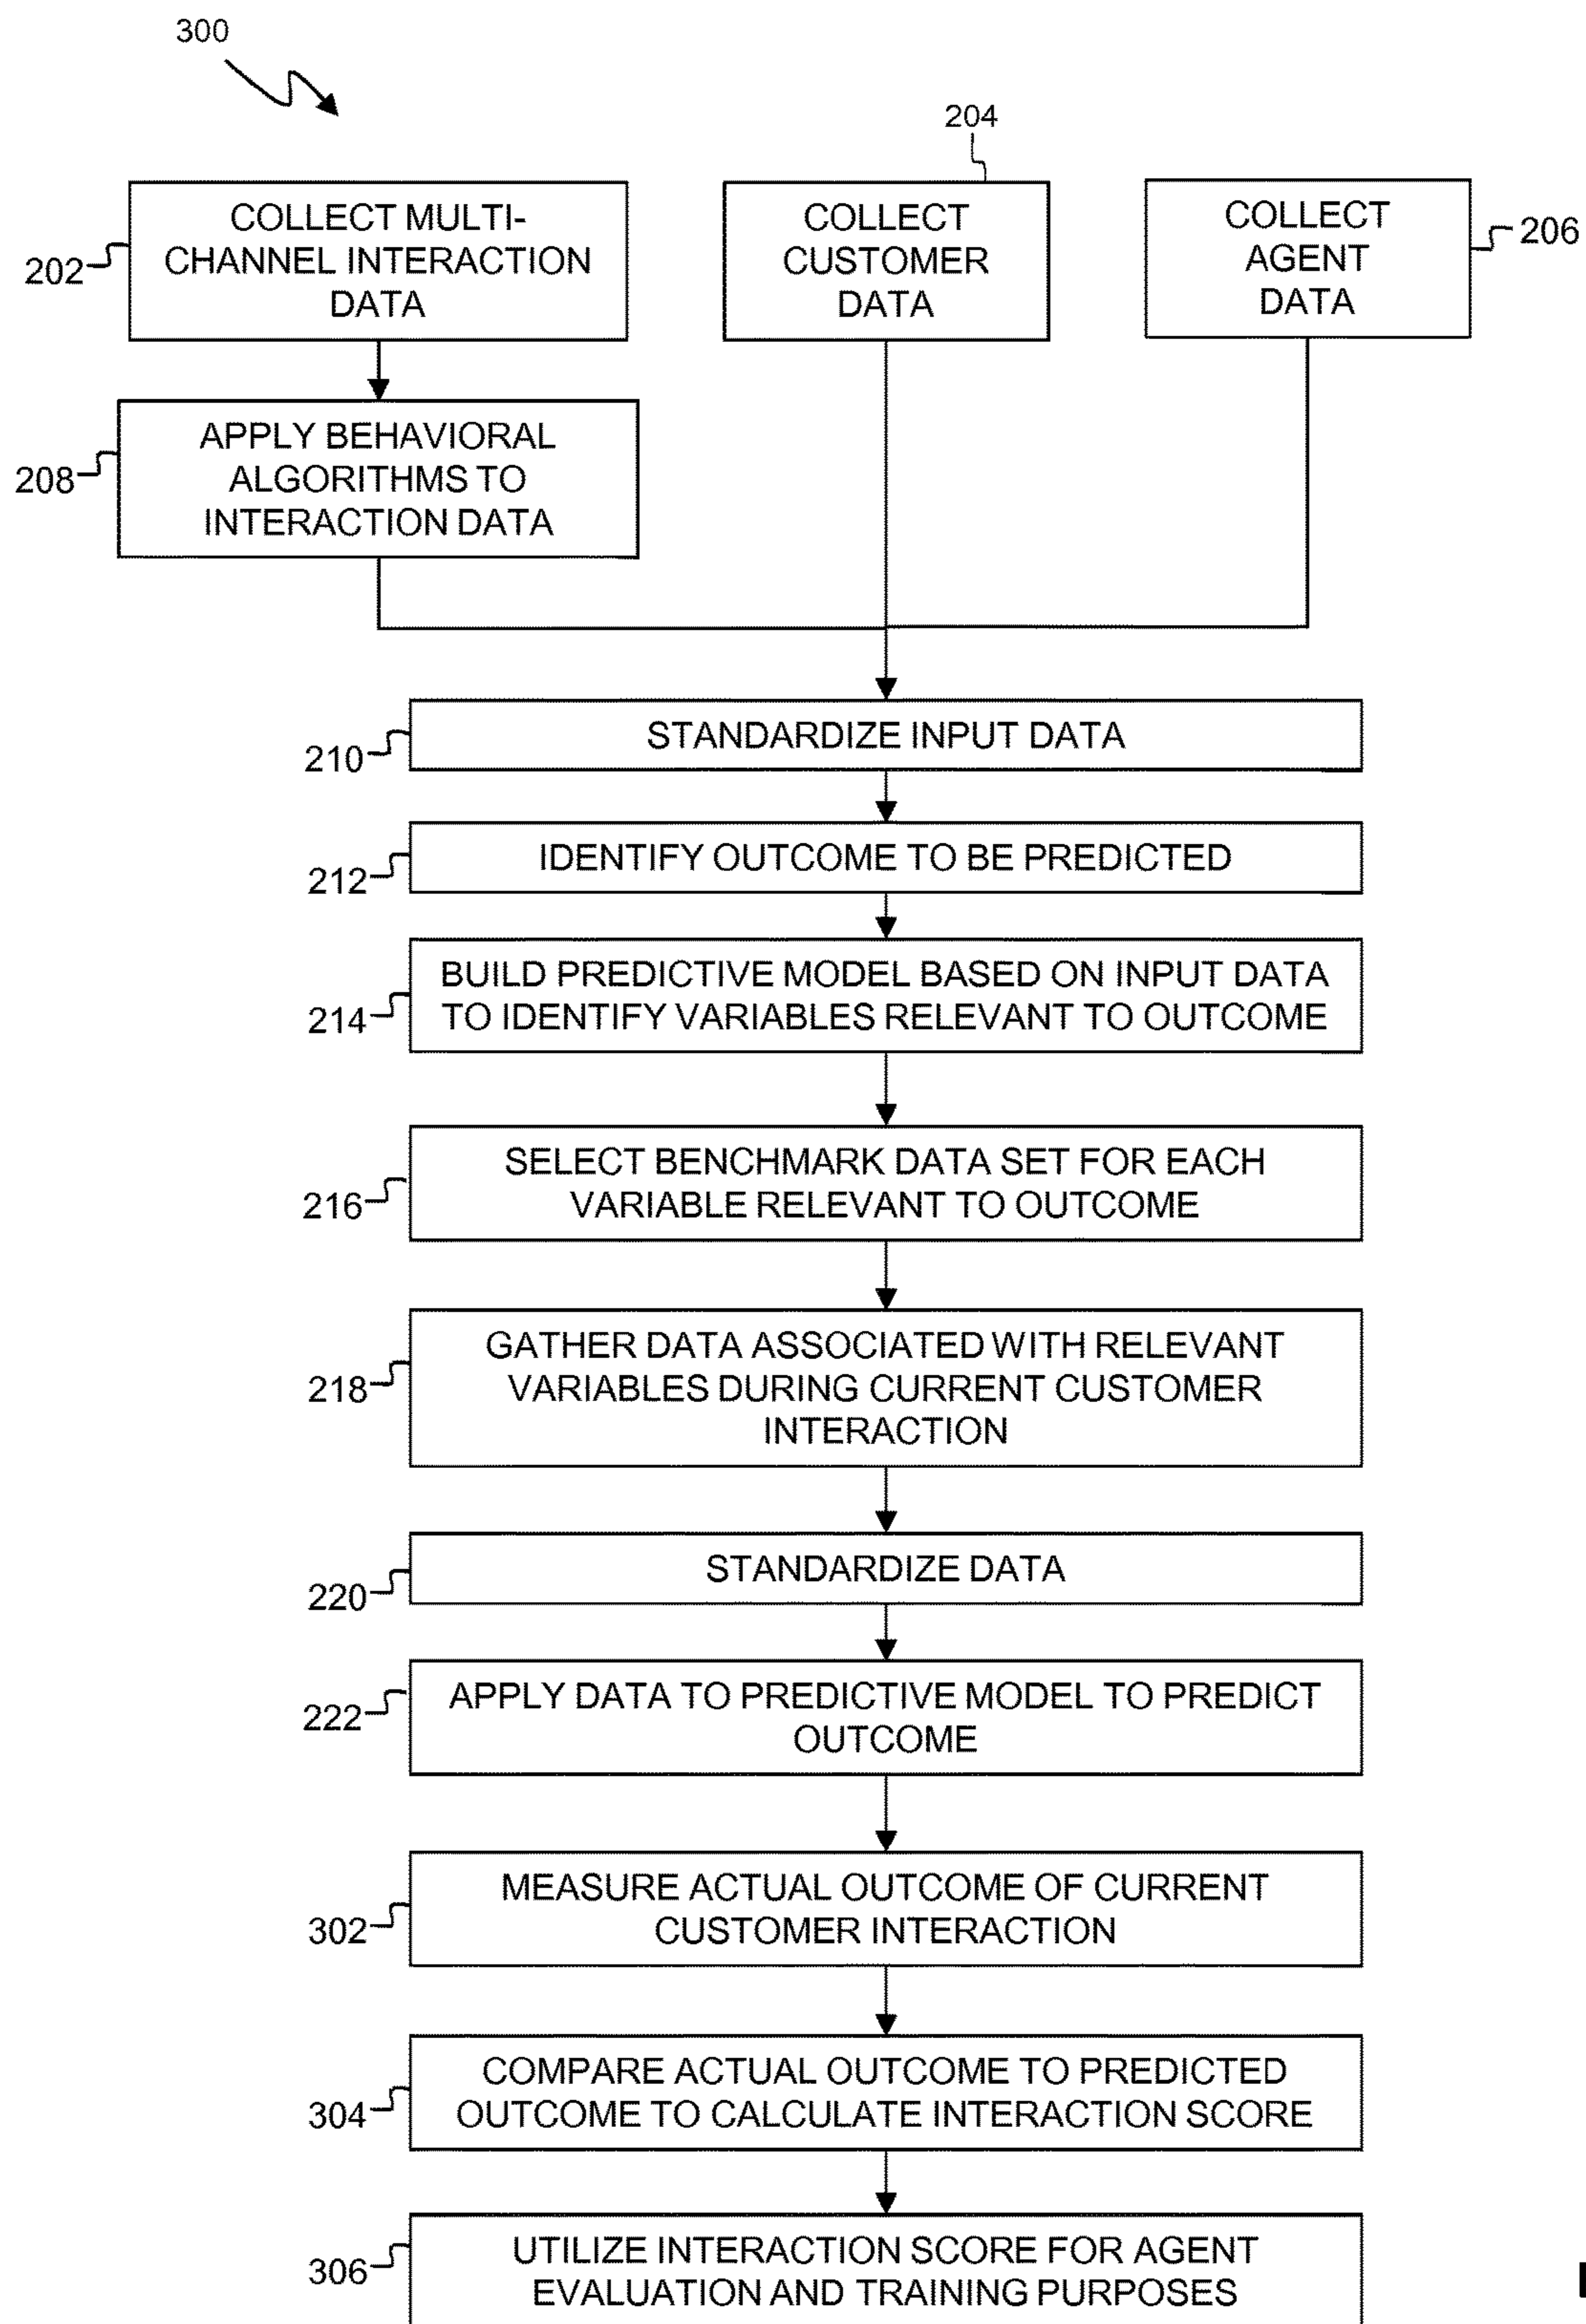 300
204
COLLECT MULTI-
CHANNEL INTERACTION
DATA
202
COLLECT
CUSTOMER
DATA
COLLECT
AGENT
DATA
206
APPLY BEHAVIORAL
ALGORITHMS TO
INTERACTION DATA
208
STANDARDIZE INPUT DATA
210
IDENTIFY OUTCOME TO BE PREDICTED
212
BUILD PREDICTIVE MODEL BASED ON INPUT DATA
TO IDENTIFY VARIABLES RELEVANT TO OUTCOME
214
SELECT BENCHMARK DATA SET FOR EACH
VARIABLE RELEVANT TO OUTCOME
216
GATHER DATA ASSOCIATED WITH RELEVANT
VARIABLES DURING CURRENT CUSTOMER
INTERACTION
218
STANDARDIZE DATA
220
APPLY DATA TO PREDICTIVE MODEL TO PREDICT
OUTCOME
222
MEASURE ACTUAL OUTCOME OF CURRENT
CUSTOMER INTERACTION
302
COMPARE ACTUAL OUTCOME TO PREDICTED
OUTCOME TO CALCULATE INTERACTION SCORE
304
UTILIZE INTERACTION SCORE FOR AGENT
EVALUATION AND TRAINING PURPOSES
306